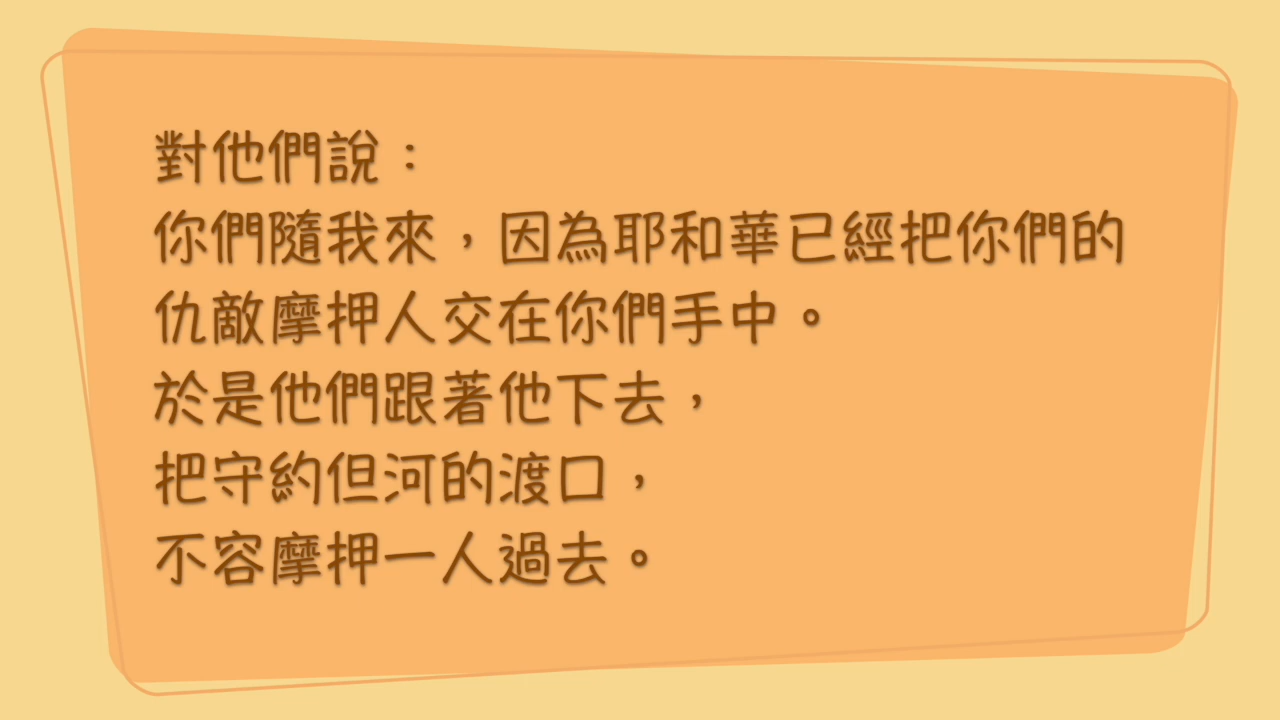 對他們說：
你們隨我來，因為耶和華已經把你們的
仇敵摩押人交在你們手中。
於是他們跟著他下去，
把守約但河的渡口，
不容摩押一人過去。